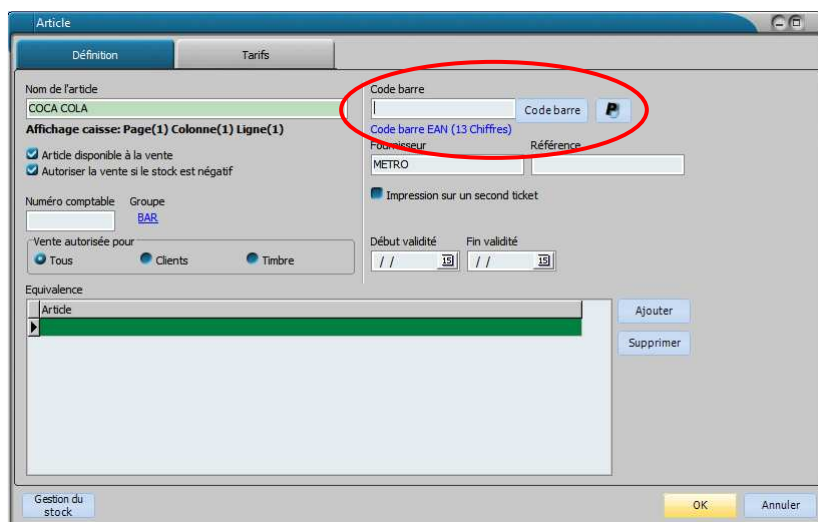 Article
Définition
Tarifs
Nom de l'article
COCA COLA
Affichage caisse: Page(1) Colonne(1) Ligne(1)
Article disponible à la vente
Autoriser la vente si le stock est négatif
Numéro comptable
Groupe
BAR
Vente autorisée pour
Tous
Clients
Timbre
Code barre
Code barre
Code barre EAN (13 Chiffres)
Fournisseur
Référence
METRO
Impression sur un second ticket
Début validité
Fin validité
/ /
15
/ /
15
Equivalence
Article
Ajouter
Supprimer
Gestion du
stock
OK
Annuler